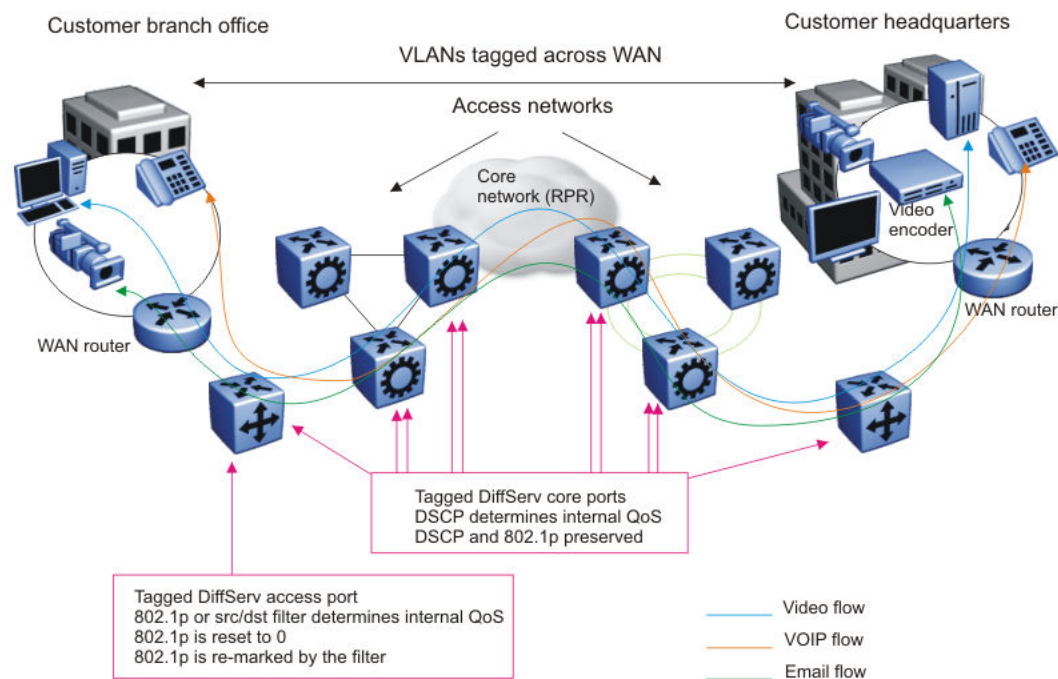 Customer branch office
Customer headquarters
VLANs tagged across WAN
Access networks
Core
network (RPR)
Video
encoder
WAN router
WAN router
Tagged DiffServ core ports
DSCP determines internal QoS
DSCP and 802.1p preserved
Tagged DiffServ access port
802.1p or src/dst filter determines internal QoS
802.1p is reset to 0
802.1p is re-marked by the filter
Video flow
VOIP flow
Email flow